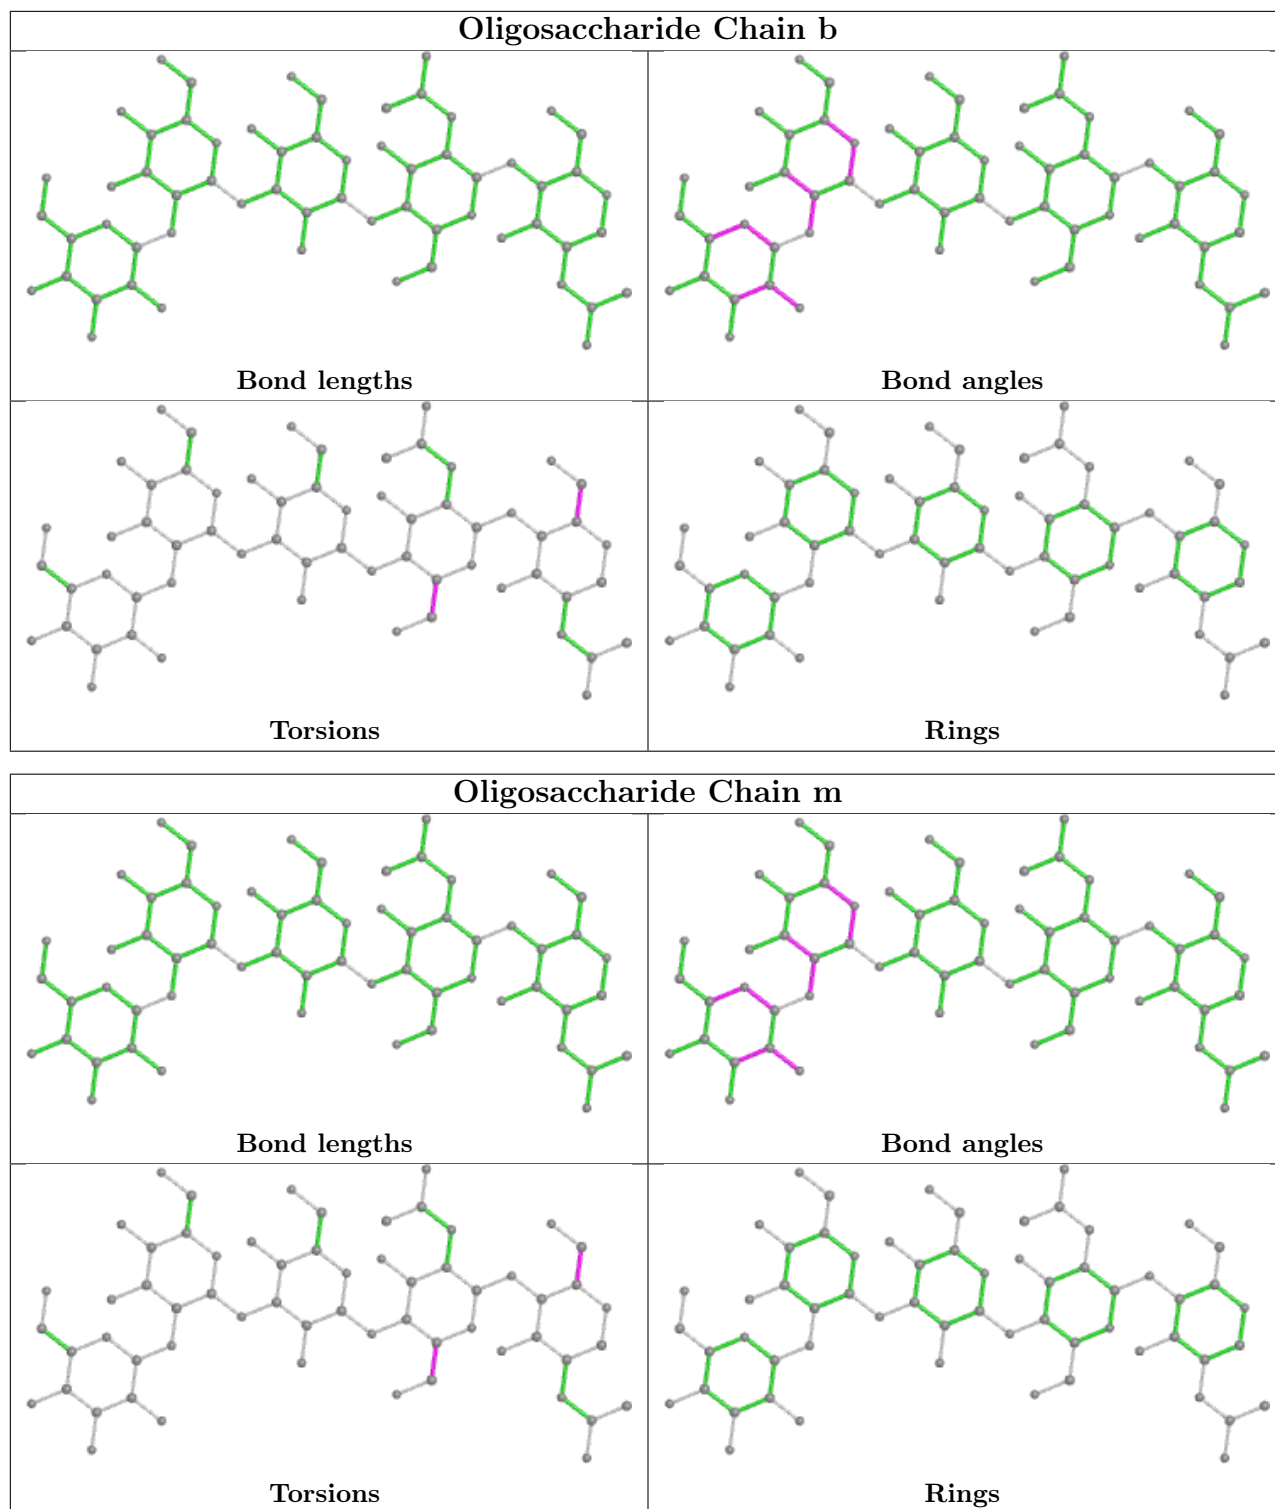 Oligosaccharide Chain b
Bond lengths
Bond angles
Torsions
Rings
Oligosaccharide Chain m
Bond lengths
Bond angles
Torsions
Rings